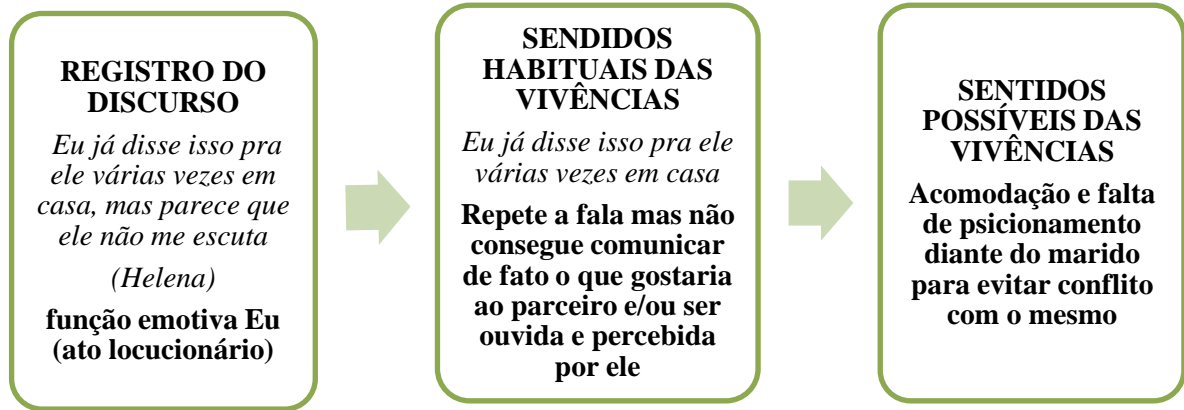 REGISTRO DO
DISCURSO
Eu já disse isso pra
ele várias vezes em
casa, mas parece que
ele não me escuta
(Helena)
função emotiva Eu
(ato locucionário)
SENDIDOS
HABITUAIS DAS
VIVÊNCIAS
Eu já disse isso pra ele
várias vezes em casa
Repete a fala mas não
consegue comunicar
de fato o que gostaria
ao parceiro e/ou ser
ouvida e percebida
por ele
SENTIDOS
POSSÍVEIS DAS
VIVÊNCIAS
Acomodação e falta
de psicionamento
diante do marido
para evitar conflito
com o mesmo